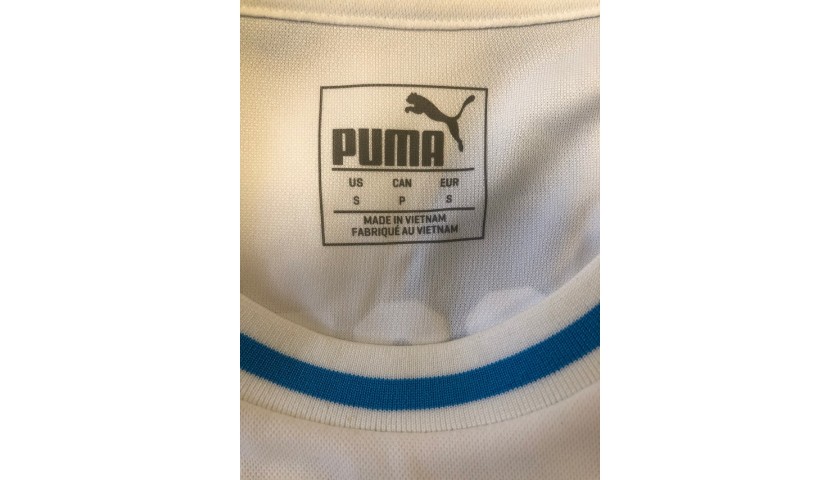 PUMA
US CAN EUR
S P S
MADE IN VIETNAM
FABRIQUÉ AU VIETNAM